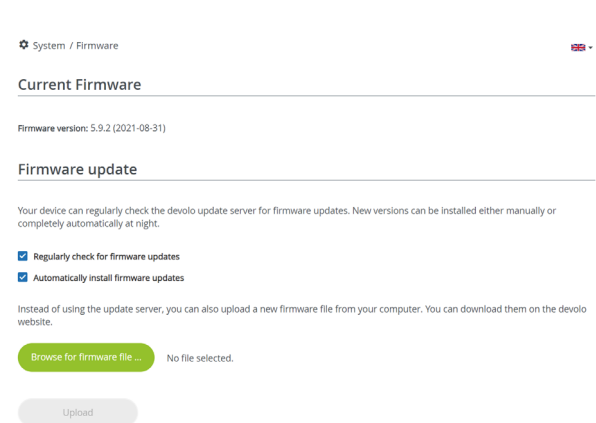 System / Firmware
Current Firmware
Firmware version: 5.9.2 (2021-08-31)
Firmware update
Your device can regularly check the devolo update server for firmware updates. New versions can be installed either manually or
completely automatically at night.
Regularly check for firmware updates
Automatically install firmware updates
Instead of using the update server, you can also upload a new firmware file from your computer. You can download them on the devolo
website.
Browse for firmware file ... No file selected.
Upload